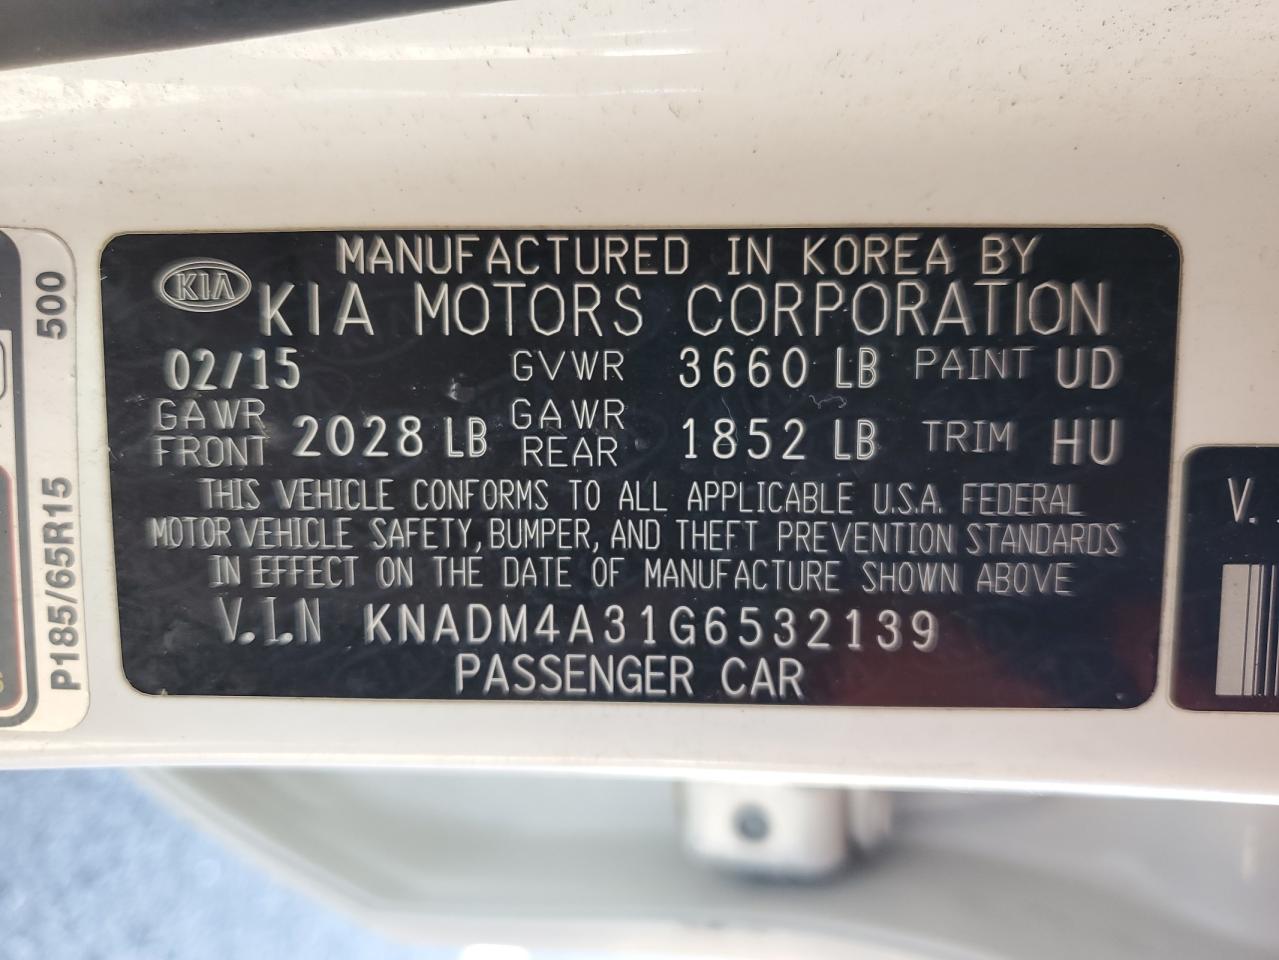 MANUFACTURED IN KOREA BY
KIA
KIA MOTORS CORPORATION
02/15 GVWR 3660 LB PAINT UD
GAWR FRONT 2028 LB GAWR REAR 1852 LB TRIM HU
THIS VEHICLE CONFORMS TO ALL APPLICABLE U.S.A. FEDERAL
MOTOR VEHICLE SAFETY, BUMPER, AND THEFT PREVENTION STANDARDS
IN EFFECT ON THE DATE OF MANUFACTURE SHOWN ABOVE
V.I.N KNADM4A31G6532139
PASSENGER CAR
P185/65R15 500
V.